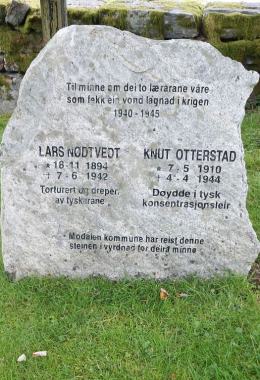 Til minne om dei to lærarane våre
som fekk ein vond lagnad i krigen
1940 - 1945
LARS NØDTVEDT
* 18-11 1894
+ 7-6 1942
Torturert og drepen
av tyskarane
KNUT OTTERSTAD
* 7-5 1910
+ 4-4 1944
Døydde i tysk
konsentrasjonsleir
Modalen kommune har reist denne
steinen i vyrdnad for deira minne